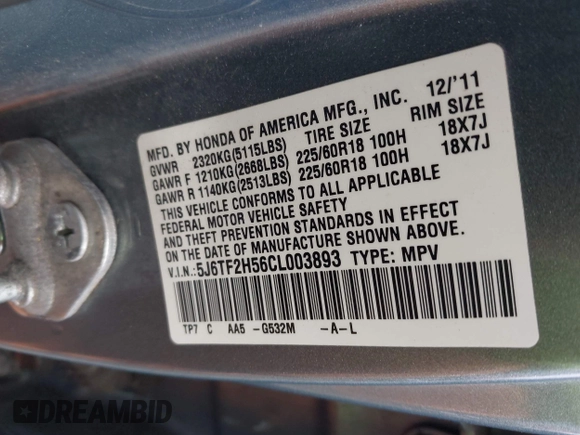 MFD. BY HONDA OF AMERICA MFG., INC. 12/'11
GVWR 2320KG(5115LBS) TIRE SIZE RIM SIZE
GAWR F 1210KG(2668LBS) 225/60R18 100H 18X7J
GAWR R 1140KG(2513LBS) 225/60R18 100H 18X7J
THIS VEHICLE CONFORMS TO ALL APPLICABLE
FEDERAL MOTOR VEHICLE SAFETY
AND THEFT PREVENTION STANDARDS IN EFFECT
ON THE DATE OF MANUFACTURE SHOWN ABOVE.
V.I.N.:5J6TF2H56CL003893 TYPE: MPV
TP7 C AA5 -G532M -A-L
DREAMBID